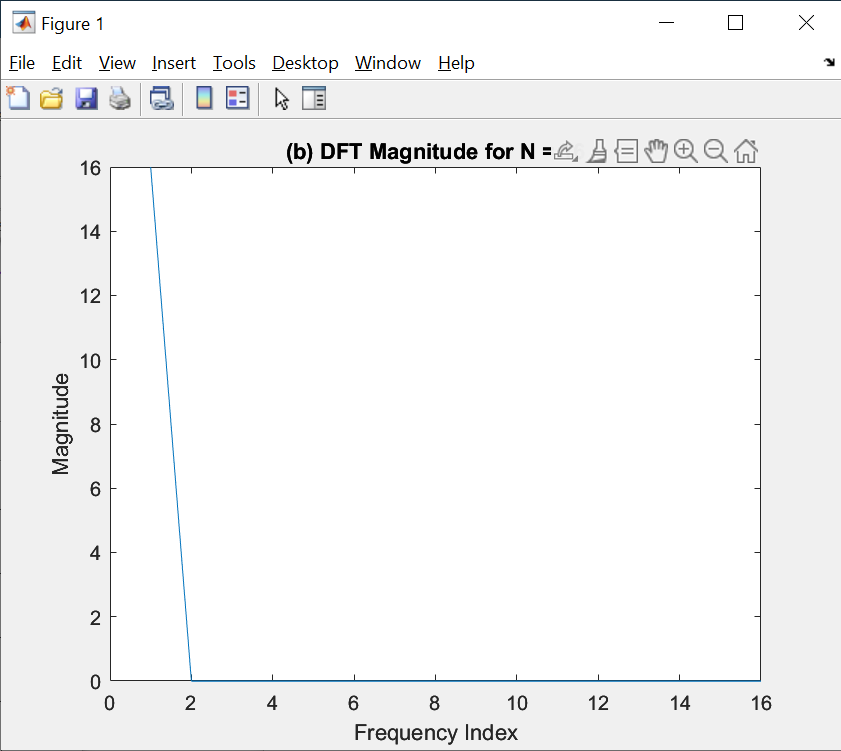 Figure 1
File Edit View Insert Tools Desktop Window Help
(b) DFT Magnitude for N =
16
14
12
10
8
6
4
2
0
Magnitude
0 2 4 6 8 10 12 14 16
Frequency Index